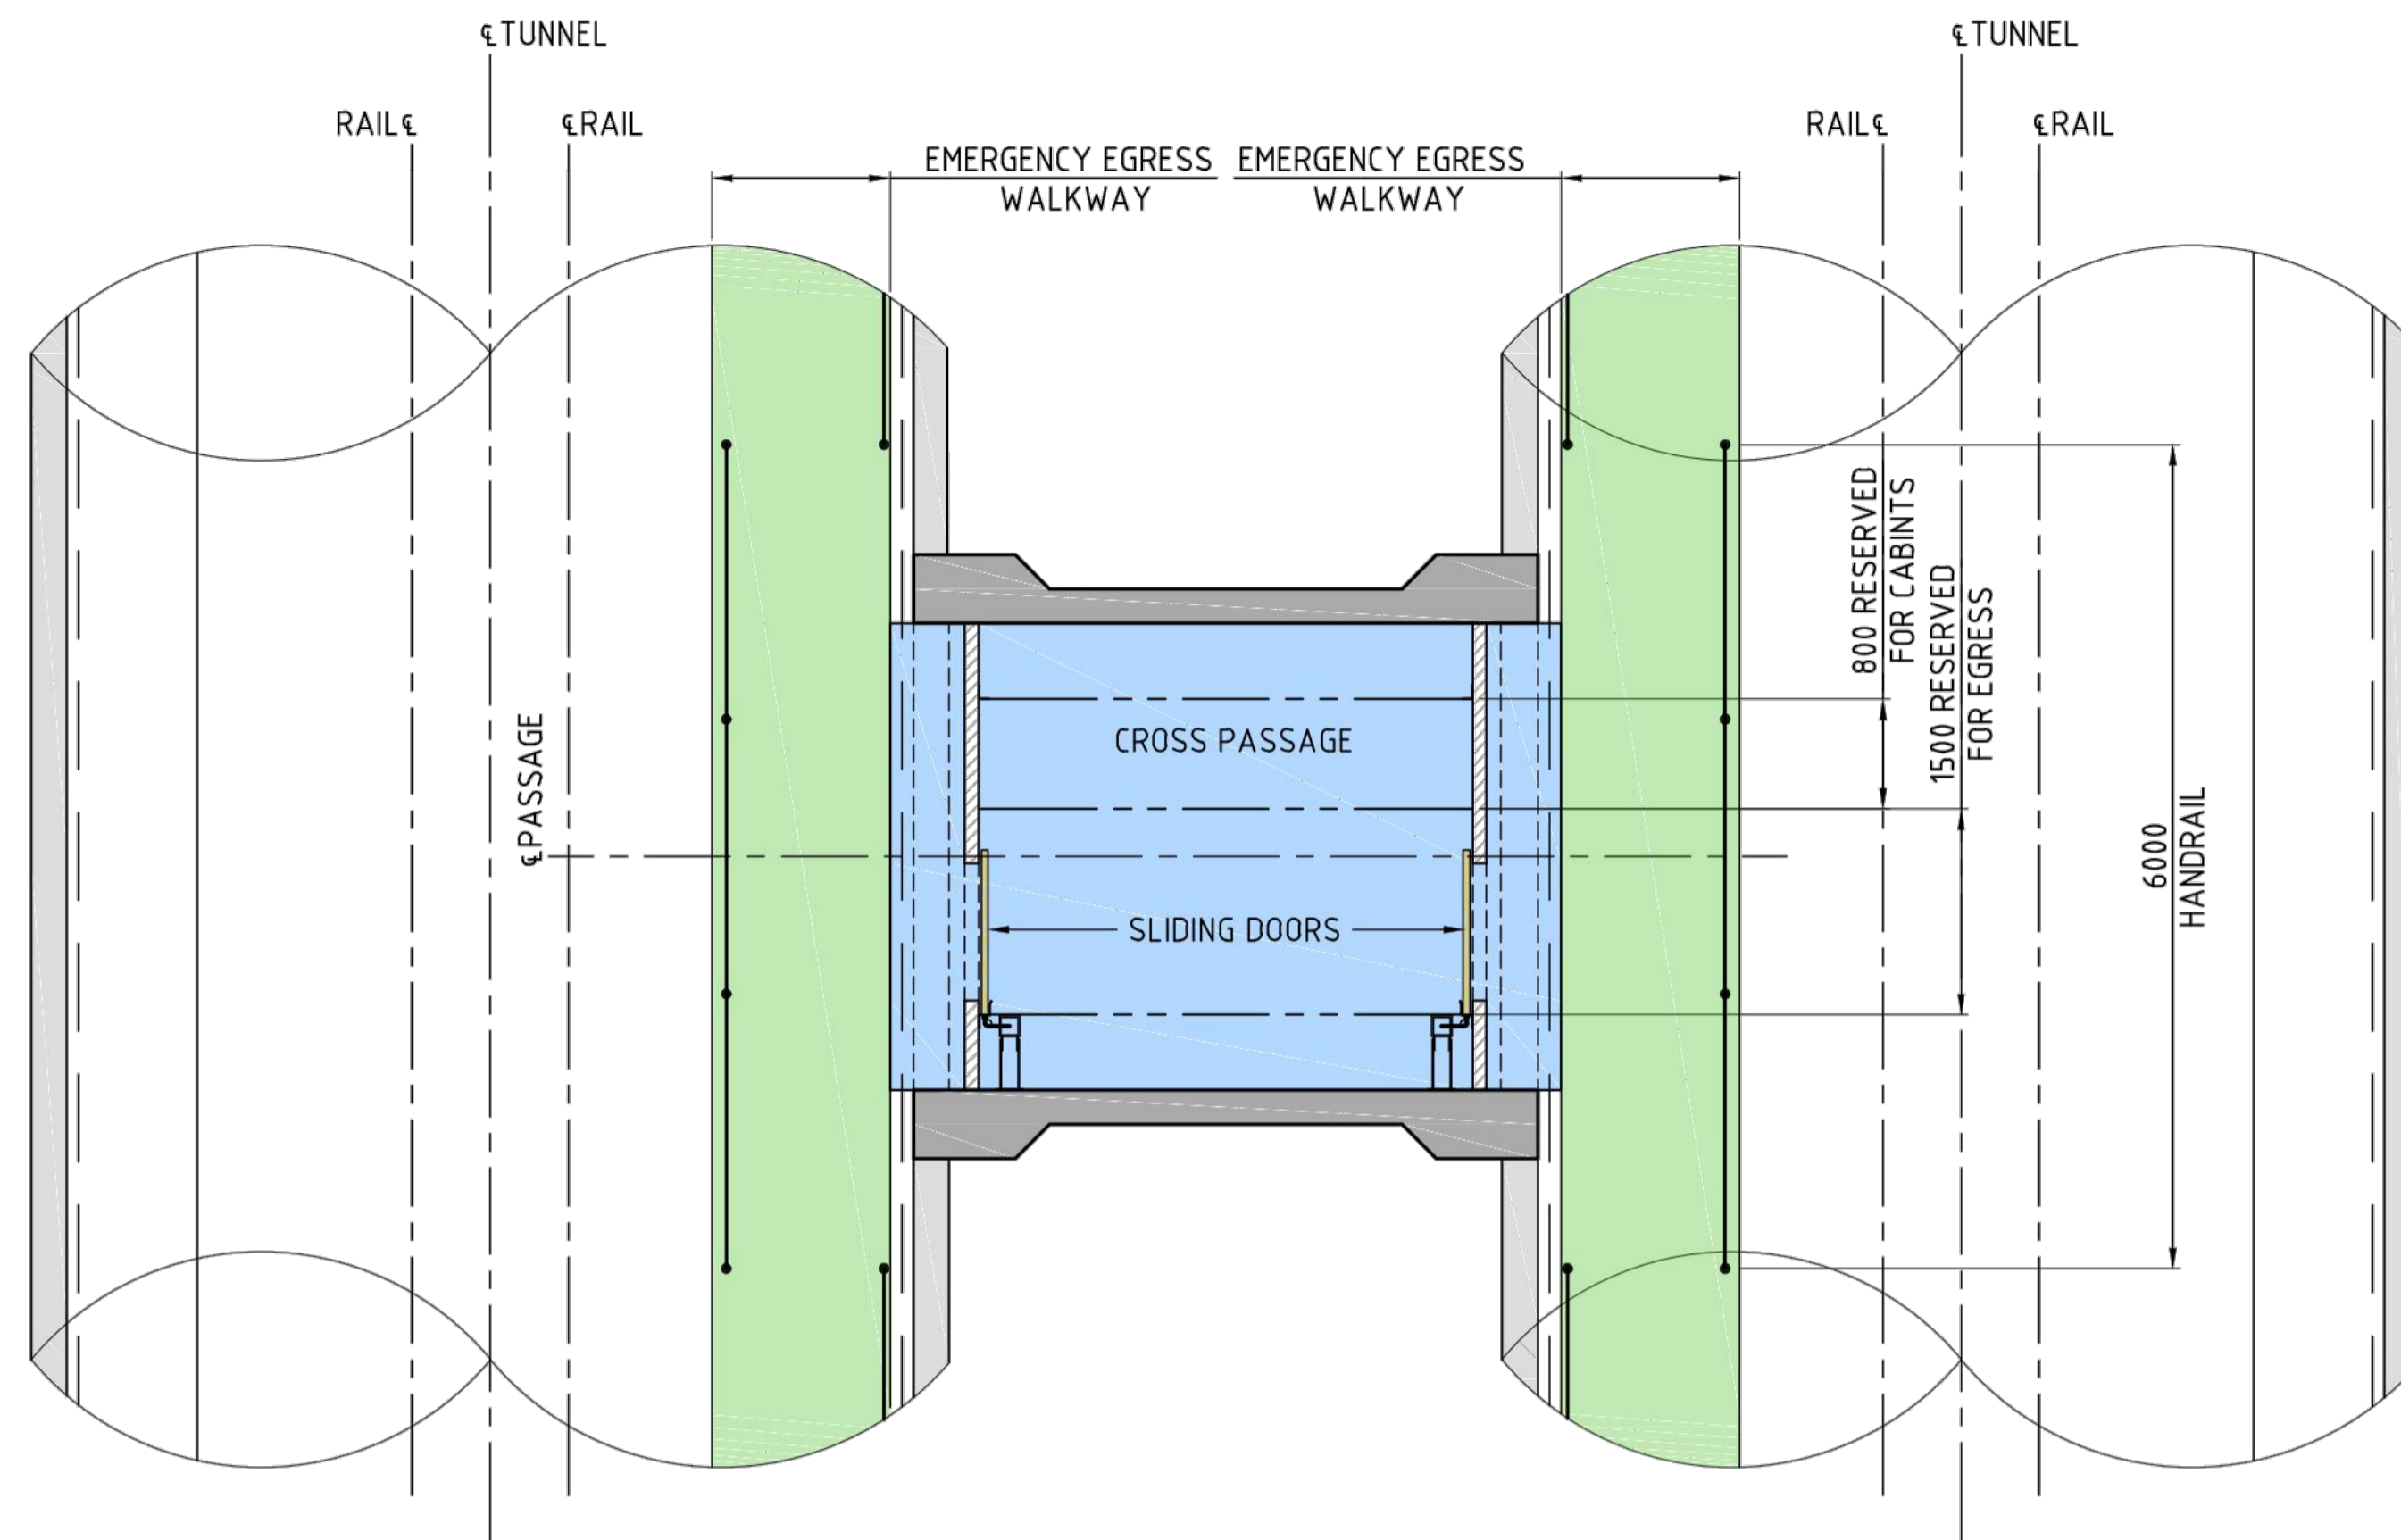 ℄ TUNNEL
℄ TUNNEL
RAIL ℄
℄ RAIL
RAIL ℄
℄ RAIL
EMERGENCY EGRESS
WALKWAY
EMERGENCY EGRESS
WALKWAY
800 RESERVED
FOR CABINTS
1500 RESERVED
FOR EGRESS
℄ PASSAGE
CROSS PASSAGE
SLIDING DOORS
6000
HANDRAIL